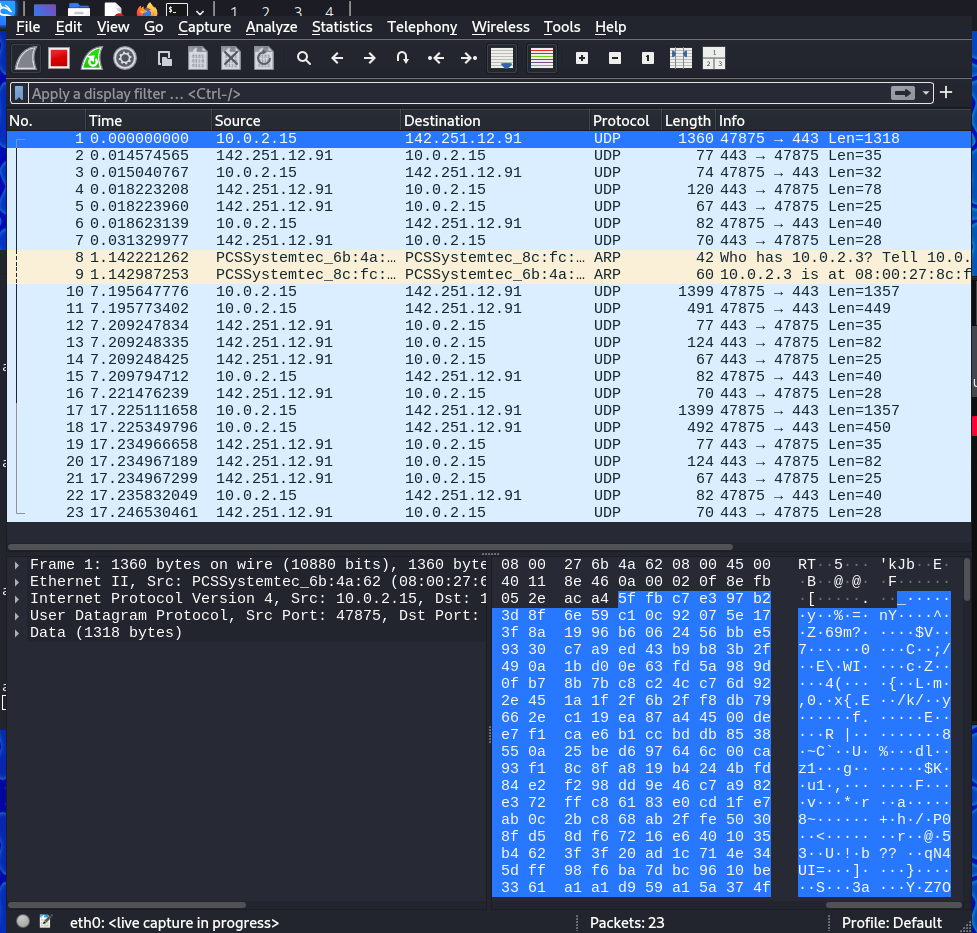 1 2 3 4
File Edit View Go Capture Analyze Statistics Telephony Wireless Tools Help
Apply a display filter ... <Ctrl-/>
No. Time Source Destination Protocol Length Info
1 0.000000000 10.0.2.15 142.251.12.91 UDP 1360 47875 → 443 Len=1318
2 0.014574565 142.251.12.91 10.0.2.15 UDP 77 443 → 47875 Len=35
3 0.015040767 10.0.2.15 142.251.12.91 UDP 74 47875 → 443 Len=32
4 0.018223208 142.251.12.91 10.0.2.15 UDP 120 443 → 47875 Len=78
5 0.018223960 142.251.12.91 10.0.2.15 UDP 67 443 → 47875 Len=25
6 0.018623139 10.0.2.15 142.251.12.91 UDP 82 47875 → 443 Len=40
7 0.031329977 142.251.12.91 10.0.2.15 UDP 70 443 → 47875 Len=28
8 1.142221262 PCSSystemtec_6b:4a:… PCSSystemtec_8c:fc:… ARP 42 Who has 10.0.2.3? Tell 10.0.
9 1.142987253 PCSSystemtec_8c:fc:… PCSSystemtec_6b:4a:… ARP 60 10.0.2.3 is at 08:00:27:8c:f
10 7.195647776 10.0.2.15 142.251.12.91 UDP 1399 47875 → 443 Len=1357
11 7.195773402 10.0.2.15 142.251.12.91 UDP 491 47875 → 443 Len=449
12 7.209247834 142.251.12.91 10.0.2.15 UDP 77 443 → 47875 Len=35
13 7.209248335 142.251.12.91 10.0.2.15 UDP 124 443 → 47875 Len=82
14 7.209248425 142.251.12.91 10.0.2.15 UDP 67 443 → 47875 Len=25
15 7.209794712 10.0.2.15 142.251.12.91 UDP 82 47875 → 443 Len=40
16 7.221476239 142.251.12.91 10.0.2.15 UDP 70 443 → 47875 Len=28
17 17.225111658 10.0.2.15 142.251.12.91 UDP 1399 47875 → 443 Len=1357
18 17.225349796 10.0.2.15 142.251.12.91 UDP 492 47875 → 443 Len=450
19 17.234966658 142.251.12.91 10.0.2.15 UDP 77 443 → 47875 Len=35
20 17.234967189 142.251.12.91 10.0.2.15 UDP 124 443 → 47875 Len=82
21 17.234967299 142.251.12.91 10.0.2.15 UDP 67 443 → 47875 Len=25
22 17.235832049 10.0.2.15 142.251.12.91 UDP 82 47875 → 443 Len=40
23 17.246530461 142.251.12.91 10.0.2.15 UDP 70 443 → 47875 Len=28
Frame 1: 1360 bytes on wire (10880 bits), 1360 byte
Ethernet II, Src: PCSSystemtec_6b:4a:62 (08:00:27:6
Internet Protocol Version 4, Src: 10.0.2.15, Dst: 1
User Datagram Protocol, Src Port: 47875, Dst Port:
Data (1318 bytes)
08 00 27 6b 4a 62 08 00 45 00 RT··5··· 'kJb··E·
40 11 8e 46 0a 00 02 0f 8e fb ·B··@·@· ·F······
05 2e ac a4 5f fb c7 e3 97 b2 ·[·····. ··_·····
3d 8f 6e 59 c1 0c 92 07 5e 17 ·y··%·=· nY····^·
3f 8a 19 96 b6 06 24 56 bb e5 ·Z·69m?· ····$V··
93 30 c7 a9 ed 43 b9 b8 3b 2f 7······0 ···C··;/
49 0a 1b d0 0e 63 fd 5a 98 9d ··E\·WI· ···c·Z··
0f b7 8b 7b c8 c2 4c c7 6d 92 ···4(··· ·{··L·m·
2e 45 1a 1f 2f 6b 2f f8 db 79 ,0.·x{.E ··/k/··y
66 2e c1 19 ea 87 a4 45 00 de ······f. ·····E··
e7 f1 ca e6 b1 cc bd db 85 38 ····R|·· ·······8
55 0a 25 be d6 97 64 6c 00 ca ·~C`··U· %···dl··
93 f1 8c 8f a8 19 b4 24 4b fd z1···g·· ·····$K·
84 e2 f2 98 dd 9e 46 c7 a9 82 ·u1·,··· ····F···
e3 72 ff c8 61 83 e0 cd 1f e7 ·v···*·r ··a·····
ab 0c 2b c8 68 ab 2f fe 50 30 8~······ +·h·/·P0
8f d5 8d f6 72 16 e6 40 10 35 ··<····· ··r··@·5
b4 62 3f 3f 20 ad 1c 71 4e 34 3··U·!·b ?? ··qN4
5d ff 98 f6 ba 7d bc 96 10 be UI=···]· ···}····
33 61 a1 a1 d9 59 a1 5a 37 4f ··S···3a ···Y·Z7O
eth0: <live capture in progress> Packets: 23 Profile: Default